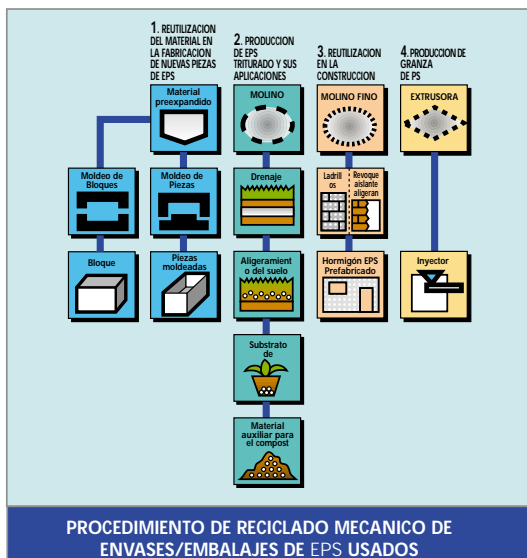 1. REUTILIZACION
DEL MATERIAL EN
LA FABRICACION
DE NUEVAS PIEZAS
DE EPS
Material
preexpandido
Moldeo de
Bloques
Moldeo de
Piezas
Bloque
Piezas
moldeadas
2. PRODUCCION
DE EPS
TRITURADO Y SUS
APLICACIONES
MOLINO
Drenaje
Aligeramient
o del suelo
Substrato
de
Material
auxiliar para
el compost
3. REUTIZACION
EN LA
CONSTRUCCION
MOLINO FINO
Ladrill
os
Revoque
aislante
aligeran
Hormigón EPS
Prefabricado
4. PRODUCCION DE
GRANZA
DE PS
EXTRUSORA
Inyector
PROCEDIMIENTO DE RECICLADO MECANICO DE
ENVASES/EMBALAJES DE EPS USADOS